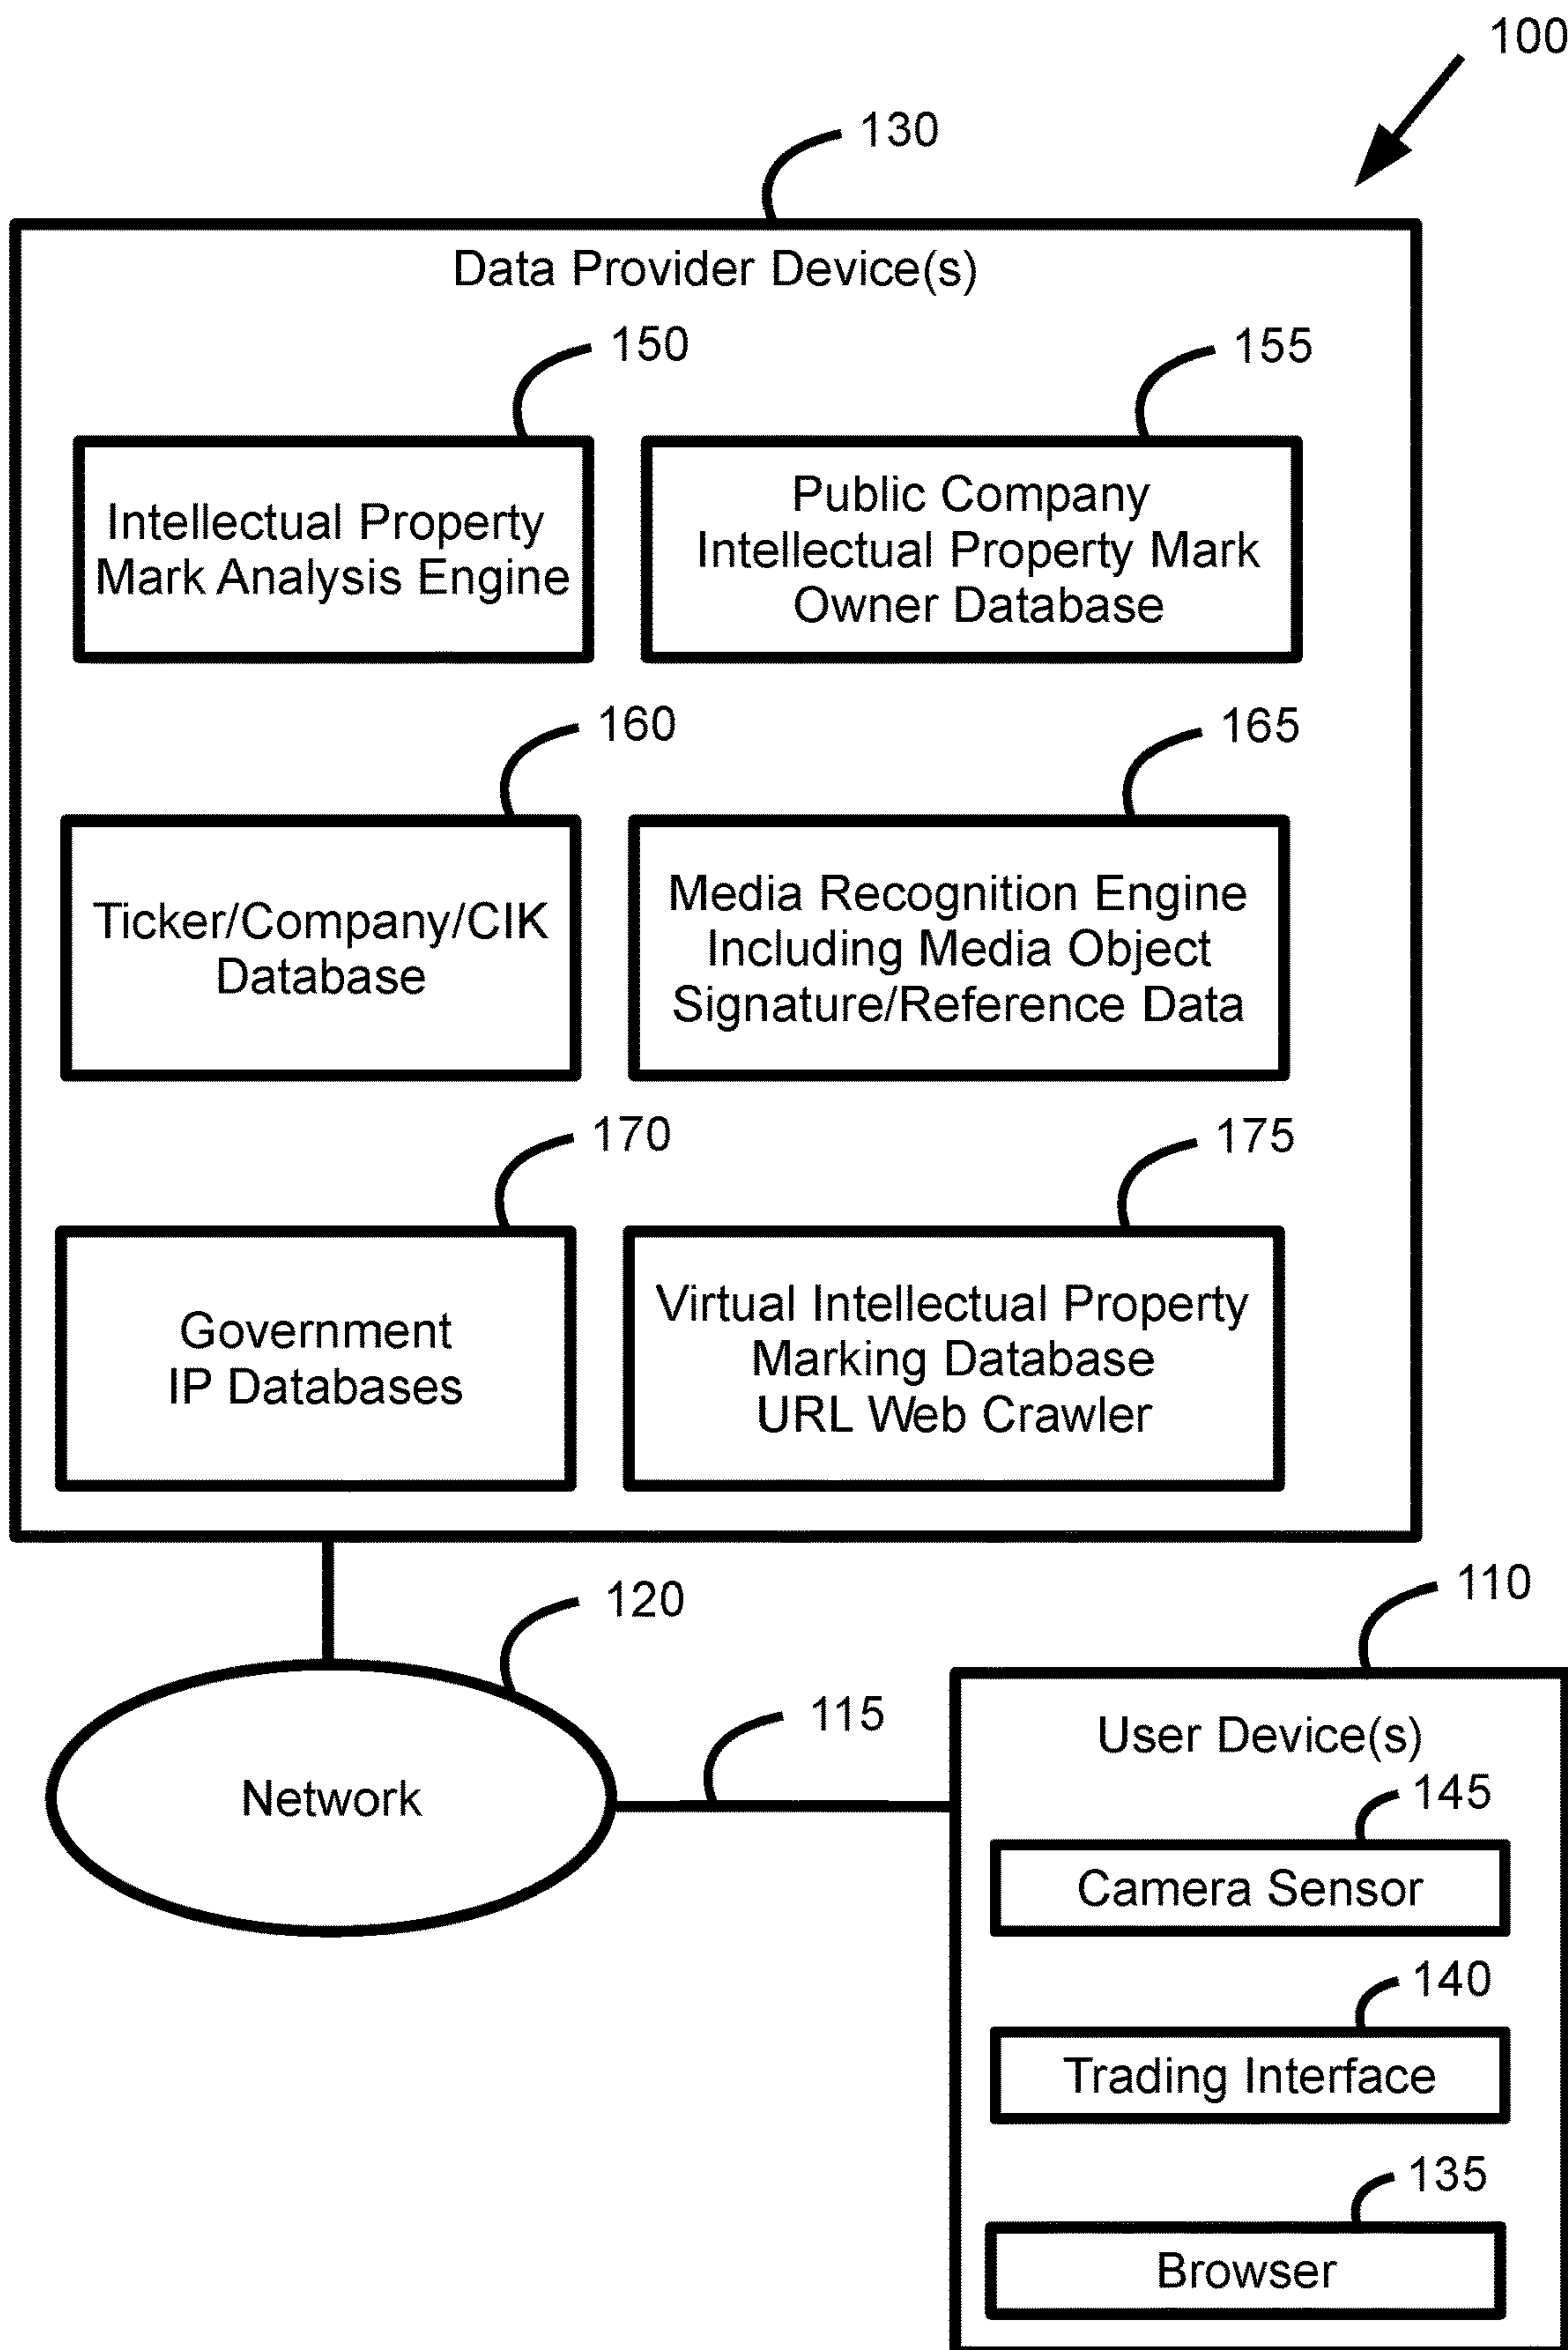 100
130
Data Provider Device(s)
150
155
Intellectual Property
Mark Analysis Engine
Public Company
Intellectual Property Mark
Owner Database
160
165
Ticker/Company/CIK
Database
Media Recognition Engine
Including Media Object
Signature/Reference Data
170
175
Government
IP Databases
Virtual Intellectual Property
Marking Database
URL Web Crawler
120
110
115
Network
User Device(s)
145
Camera Sensor
140
Trading Interface
135
Browser